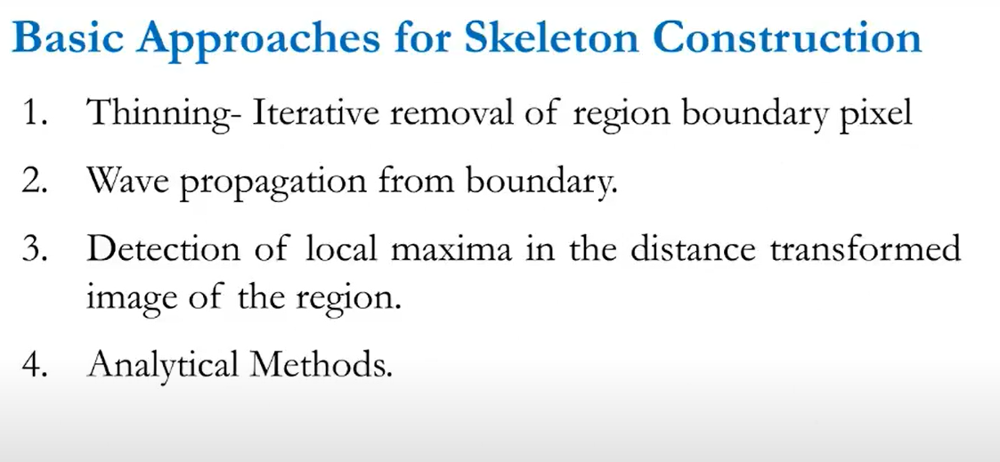 Basic Approaches for Skeleton Construction
1. Thinning- Iterative removal of region boundary pixel
2. Wave propagation from boundary.
3. Detection of local maxima in the distance transformed
image of the region.
4. Analytical Methods.